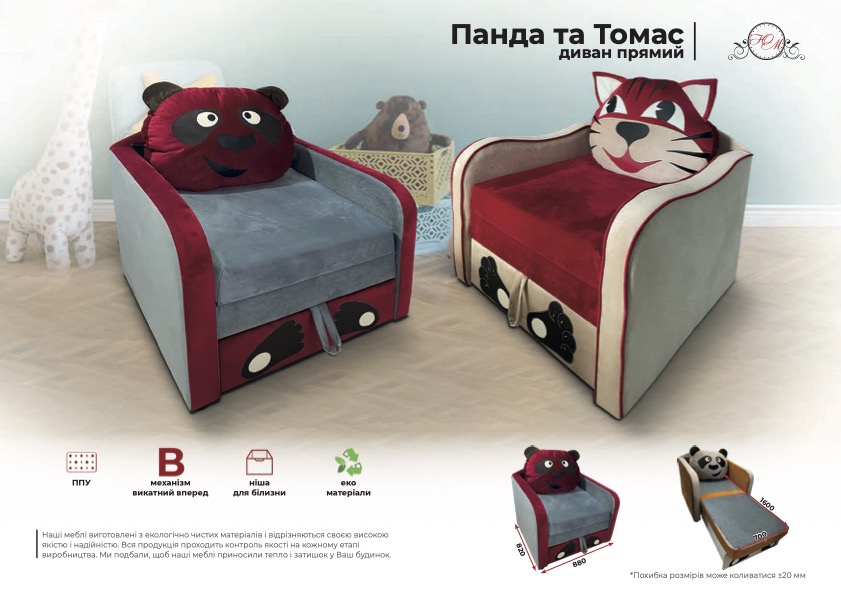 Панда та Томас
диван прямий
ЮМ
ППУ
В
механізм
викатний вперед
ніша
для білизни
еко
матеріали
Наші меблі виготовлені з екологічно чистих матеріалів і відрізняються своєю високою
якістю і надійністю. Вся продукція проходить контроль якості на кожному етапі
виробництва. Ми подбали, щоб наші меблі приносили тепло і затишок у Ваш будинок.
820
880
1600
700
*Похибка розмірів може коливатися ±20 мм